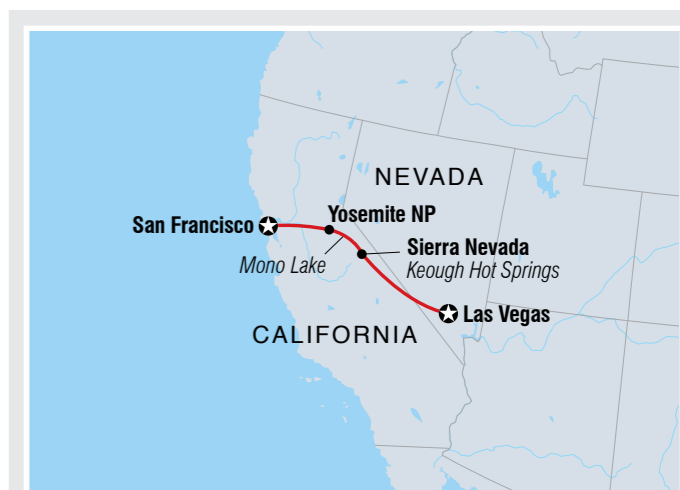 NEVADA
Yosemite NP
San Francisco
Sierra Nevada
Mono Lake
Keough Hot Springs
Las Vegas
CALIFORNIA